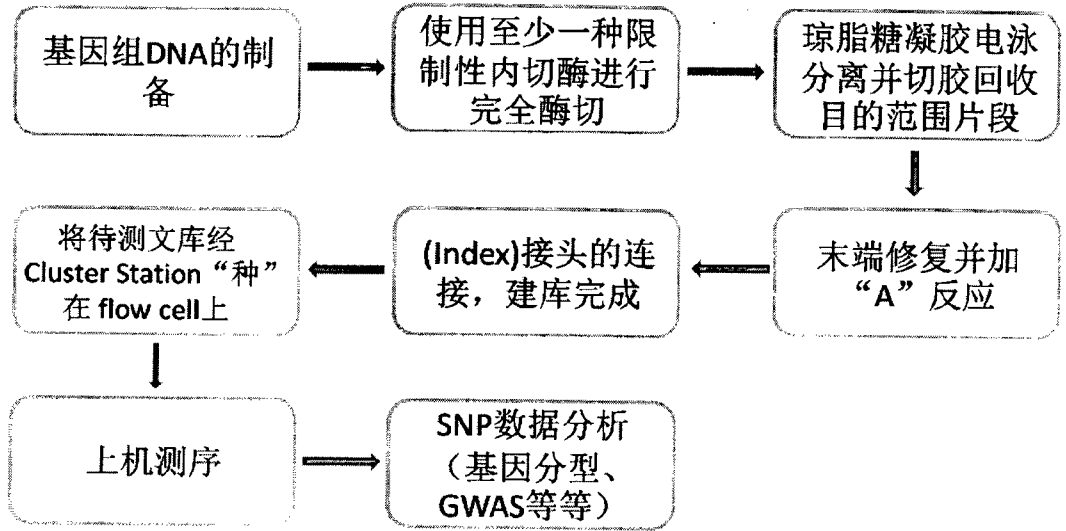 基因组DNA的制
备
使用至少一种限
制性内切酶进行
完全酶切
琼脂糖凝胶电泳
分离并切胶回收
目的范围片段
末端修复并加
“A”反应
(Index)接头的连
接，建库完成
将待测文库经
Cluster Station“种”
在 flow cell上
上机测序
SNP数据分析
（基因分型、
GWAS等等）